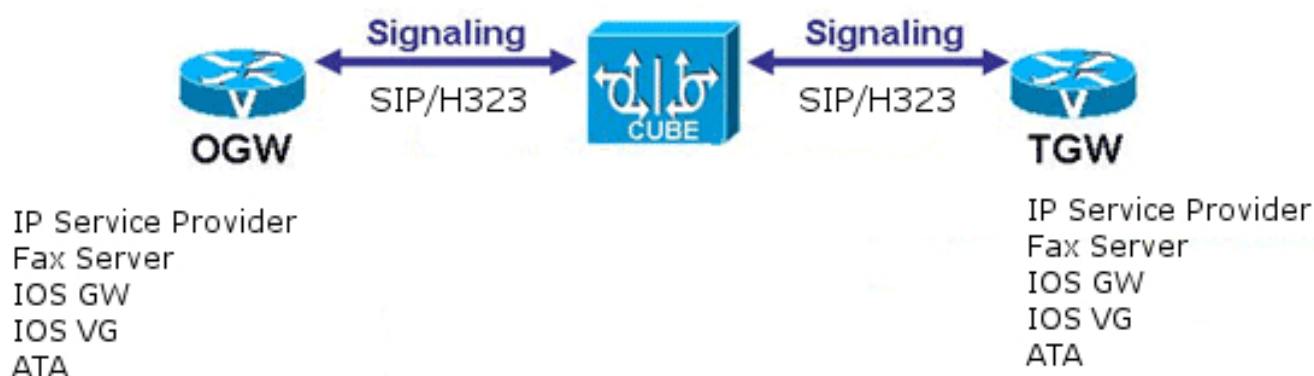 Signaling
Signaling
SIP/H323
SIP/H323
CUBE
V
V
OGW
TGW
IP Service Provider
Fax Server
IOS GW
IOS VG
ATA
IP Service Provider
Fax Server
IOS GW
IOS VG
ATA